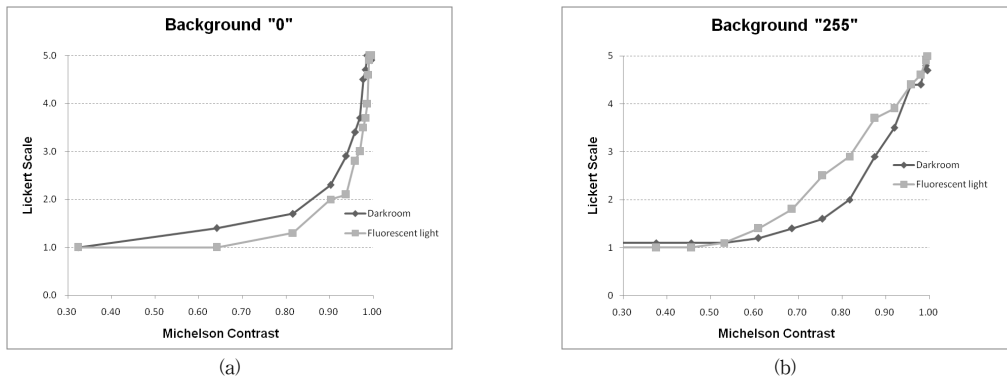 Background "0"
5.0
4.0
3.0
2.0
1.0
0.0
Lickert Scale
Darkroom
Fluorescent light
0.30 0.40 0.50 0.60 0.70 0.80 0.90 1.00
Michelson Contrast
(a)
Background "255"
5
4
3
2
1
0
Lickert Scale
Darkroom
Fluorescent light
0.30 0.40 0.50 0.60 0.70 0.80 0.90 1.00
Michelson Contrast
(b)